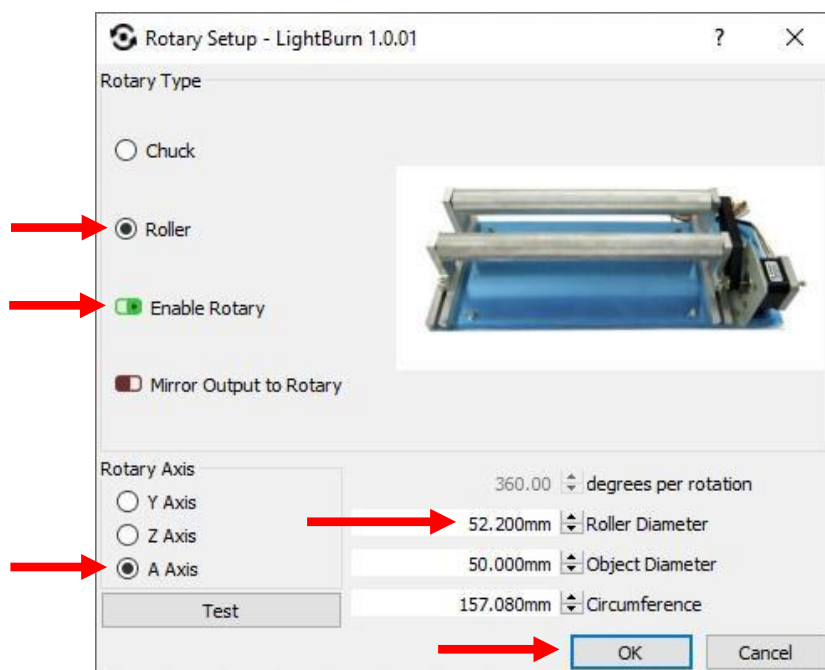 Rotary Setup - LightBurn 1.0.01 ?
Rotary Type
Chuck
Roller
Enable Rotary
Mirror Output to Rotary
Rotary Axis
Y Axis
Z Axis
A Axis
Test
360.00 degrees per rotation
52.200mm Roller Diameter
50.000mm Object Diameter
157.080mm Circumference
OK Cancel